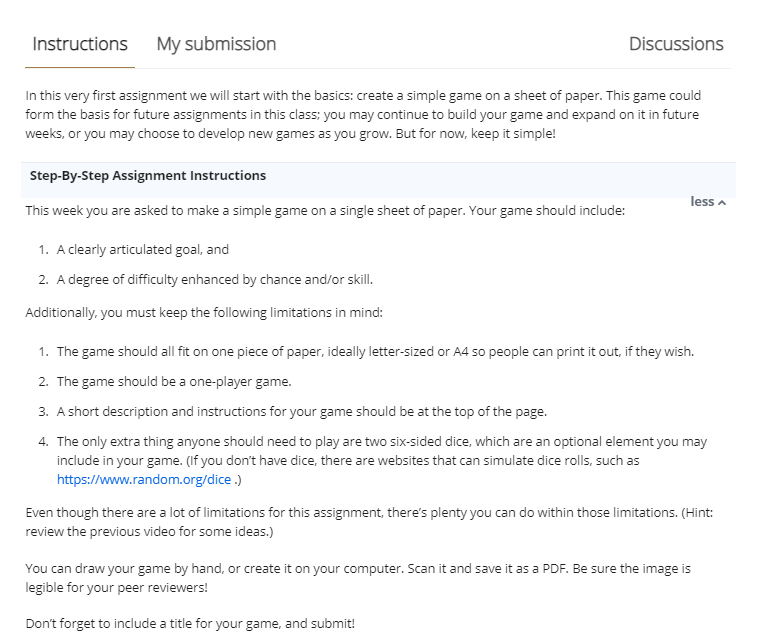 Instructions My submission Discussions
In this very first assignment we will start with the basics: create a simple game on a sheet of paper. This game could
form the basis for future assignments in this class; you may continue to build your game and expand on it in future
weeks, or you may choose to develop new games as you grow. But for now, keep it simple!
Step-By-Step Assignment Instructions
less
This week you are asked to make a simple game on a single sheet of paper. Your game should include:
1. A clearly articulated goal, and
2. A degree of difficulty enhanced by chance and/or skill.
Additionally, you must keep the following limitations in mind:
1. The game should all fit on one piece of paper, ideally letter-sized or A4 so people can print it out, if they wish.
2. The game should be a one-player game.
3. A short description and instructions for your game should be at the top of the page.
4. The only extra thing anyone should need to play are two six-sided dice, which are an optional element you may
include in your game. (If you don't have dice, there are websites that can simulate dice rolls, such as
https://www.random.org/dice .)
Even though there are a lot of limitations for this assignment, there's plenty you can do within those limitations. (Hint:
review the previous video for some ideas.)
You can draw your game by hand, or create it on your computer. Scan it and save it as a PDF. Be sure the image is
legible for your peer reviewers!
Don't forget to include a title for your game, and submit!